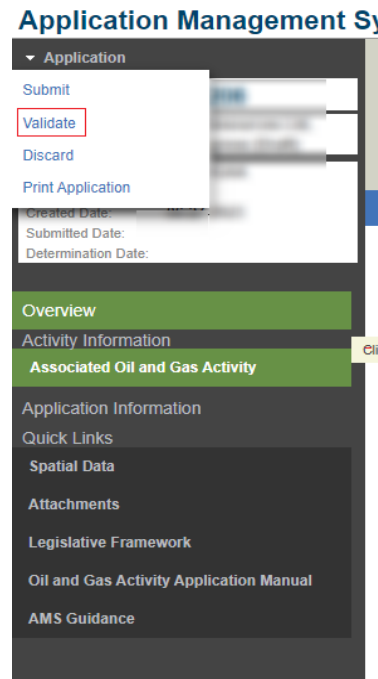 Application Management Sy
Application
Submit
Validate
Discard
Print Application
Created Date:
Submitted Date:
Determination Date:
Overview
Activity Information
Associated Oil and Gas Activity
Cli
Application Information
Quick Links
Spatial Data
Attachments
Legislative Framework
Oil and Gas Activity Application Manual
AMS Guidance